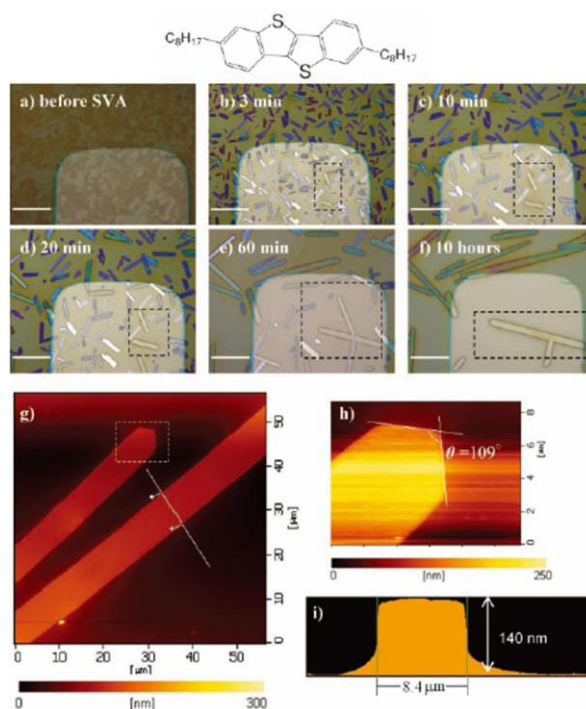 S
C8H17
C8H17
S
a) before SVA
b) 3 min
c) 10 min
d) 20 min
e) 60 min
f) 10 hours
g)
50
40
30
20
10
0
[µm]
0 10 20 30 40 50
[µm]
0 [nm] 300
h)
θ =109°
8
6
4
2
0
[µm]
0 [nm] 250
i)
140 nm
8.4 µm